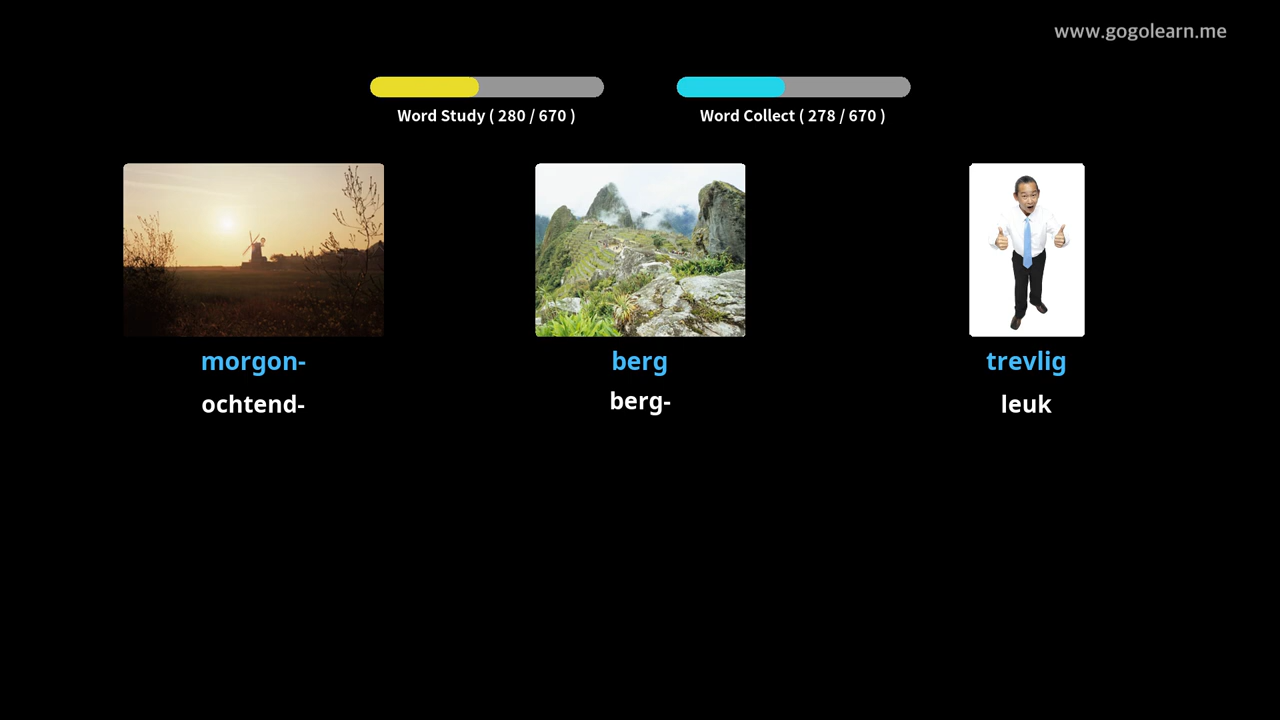 www.gogolearn.me
Word Study ( 280 / 670 )
Word Collect ( 278 / 670 )
morgon-
berg
trevlig
ochtend-
berg-
leuk